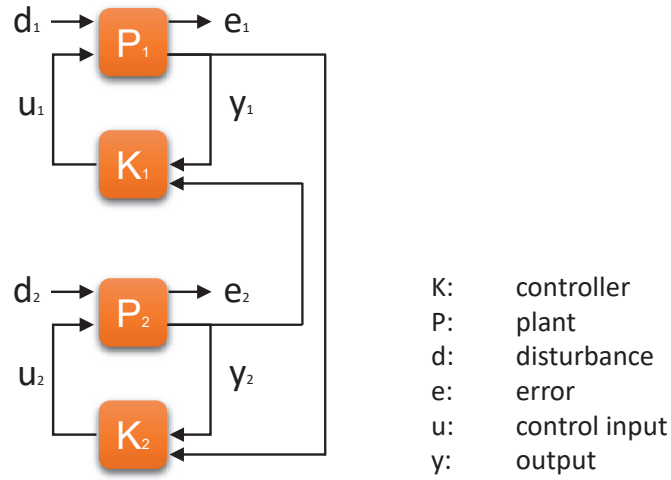 d₁ P₁ e₁
u₁ y₁
K₁
d₂ P₂ e₂
u₂ y₂
K₂
K: controller
P: plant
d: disturbance
e: error
u: control input
y: output